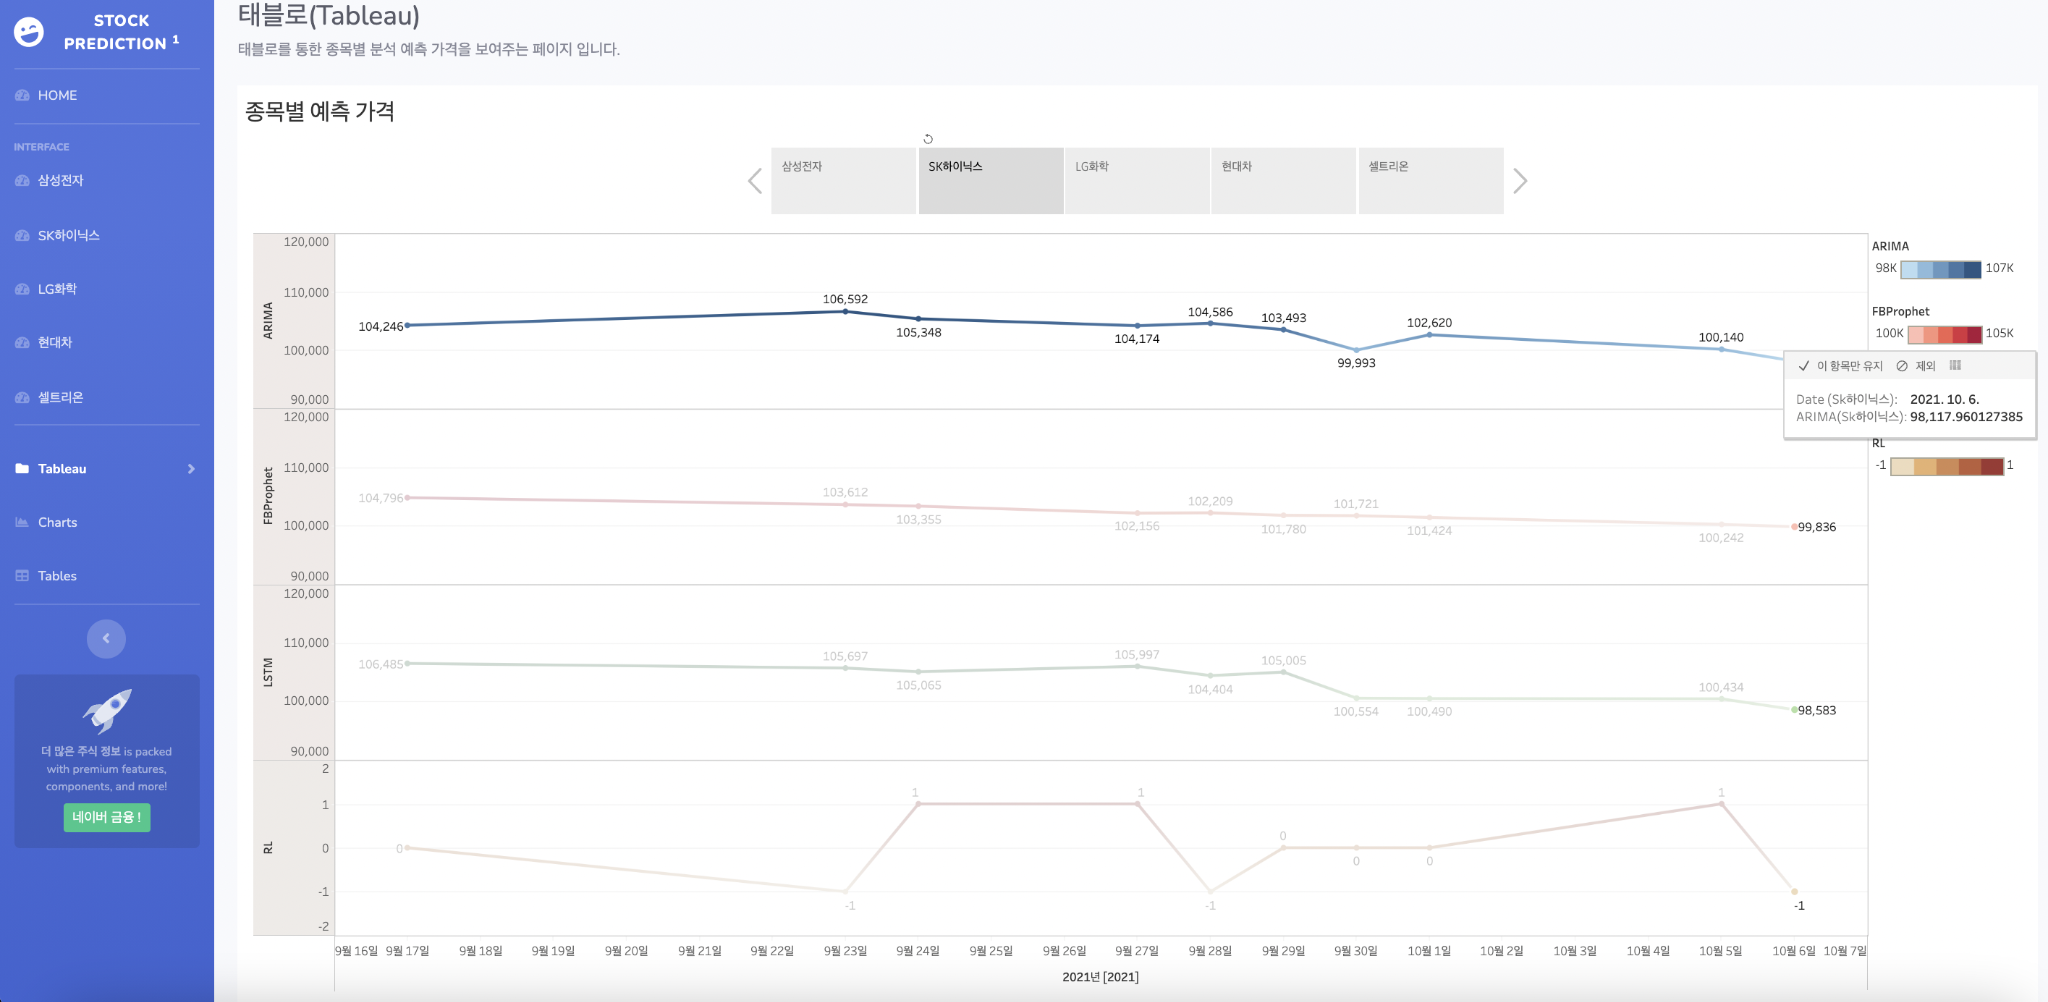 STOCK
PREDICTION 1
HOME
INTERFACE
삼성전자
SK하이닉스
LG화학
현대차
셀트리온
Tableau
Charts
Tables
더 많은 주식 정보 is packed
with premium features,
components, and more!
네이버 금융 !
태블로(Tableau)
태블로를 통한 종목별 분석 예측 가격을 보여주는 페이지 입니다.
종목별 예측 가격
삼성전자
SK하이닉스
LG화학
현대차
셀트리온
ARIMA
120,000
110,000
100,000
90,000
104,246
106,592
105,348
104,174
104,586
103,493
99,993
102,620
100,140
FBProphet
120,000
110,000
100,000
90,000
104,796
103,612
103,355
102,156
102,209
101,780
101,721
101,424
100,242
99,836
LSTM
120,000
110,000
100,000
90,000
106,485
105,697
105,065
105,997
104,404
105,005
100,554
100,490
100,434
98,583
RL
2
1
0
-1
-2
0
-1
1
1
-1
0
0
0
1
-1
9월 16일
9월 17일
9월 18일
9월 19일
9월 20일
9월 21일
9월 22일
9월 23일
9월 24일
9월 25일
9월 26일
9월 27일
9월 28일
9월 29일
9월 30일
10월 1일
10월 2일
10월 3일
10월 4일
10월 5일
10월 6일
10월 7일
2021년 [2021]
ARIMA
98K 107K
FBProphet
100K 105K
이 항목만 유지 제외
Date (Sk하이닉스): 2021. 10. 6.
ARIMA(Sk하이닉스): 98,117.960127385
RL
-1 1